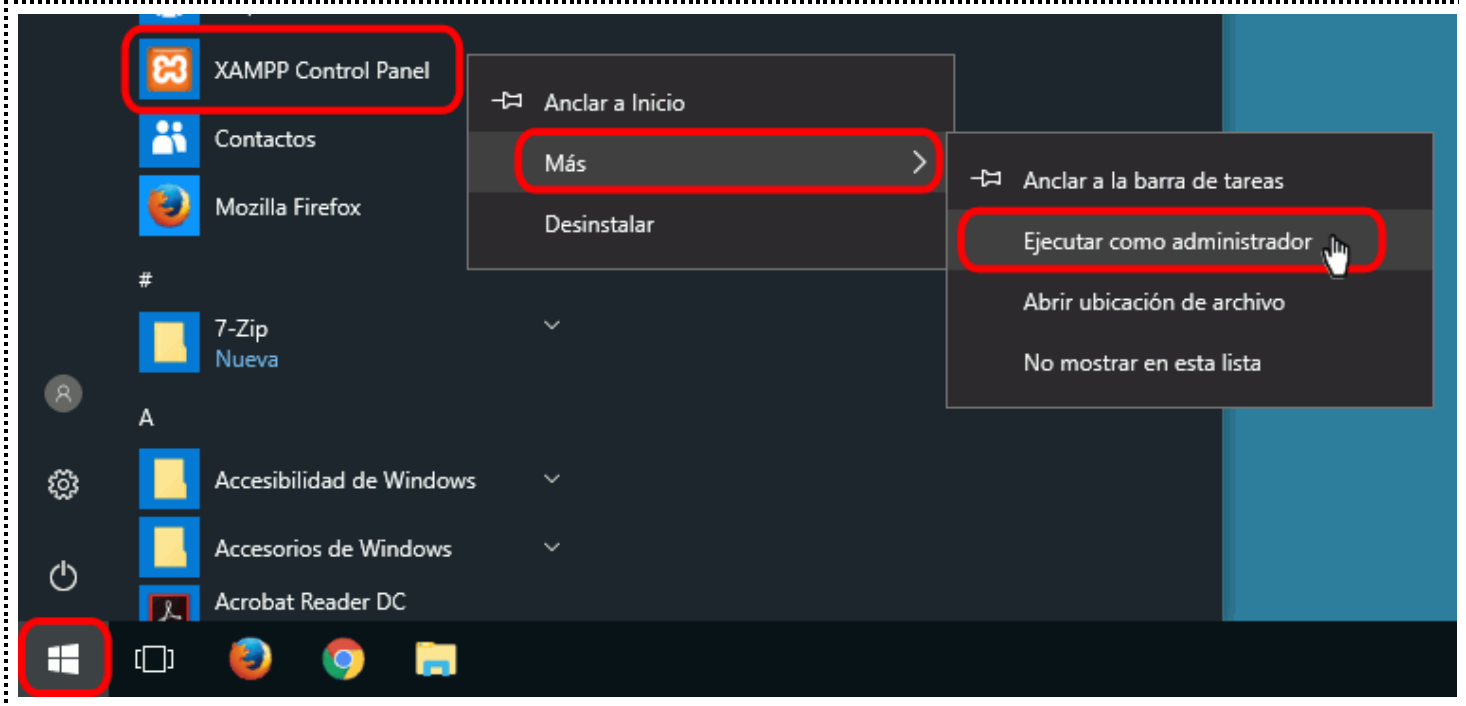 XAMPP Control Panel
Anclar a Inicio
Contactos
Más
Anclar a la barra de tareas
Mozilla Firefox
Desinstalar
Ejecutar como administrador
#
Abrir ubicación de archivo
7-Zip
Nueva
No mostrar en esta lista
A
Accesibilidad de Windows
Accesorios de Windows
Acrobat Reader DC